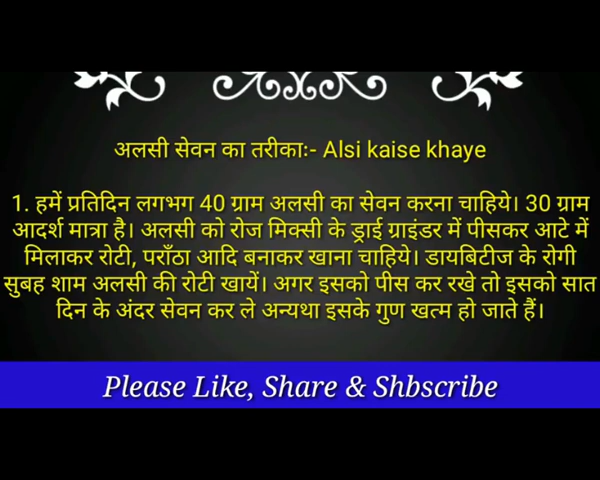 अलसी सेवन का तरीकाः- Alsi kaise khaye
1. हमें प्रतिदिन लगभग 40 ग्राम अलसी का सेवन करना चाहिये। 30 ग्राम
आदर्श मात्रा है। अलसी को रोज मिक्सी के ड्राई ग्राइंडर में पीसकर आटे में
मिलाकर रोटी, पराँठा आदि बनाकर खाना चाहिये। डायबिटीज के रोगी
सुबह शाम अलसी की रोटी खायें। अगर इसको पीस कर रखे तो इसको सात
दिन के अंदर सेवन कर ले अन्यथा इसके गुण खत्म हो जाते हैं।
Please Like, Share & Shbscribe